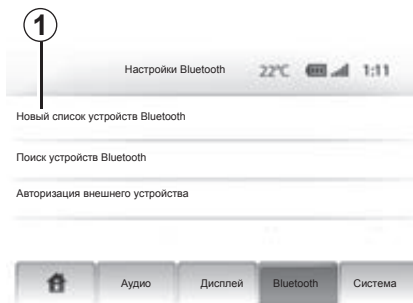 1
Настройки Bluetooth 22°C 1:11
Новый список устройств Bluetooth
Поиск устройств Bluetooth
Авторизация внешнего устройства
Аудио Дисплей Bluetooth Система